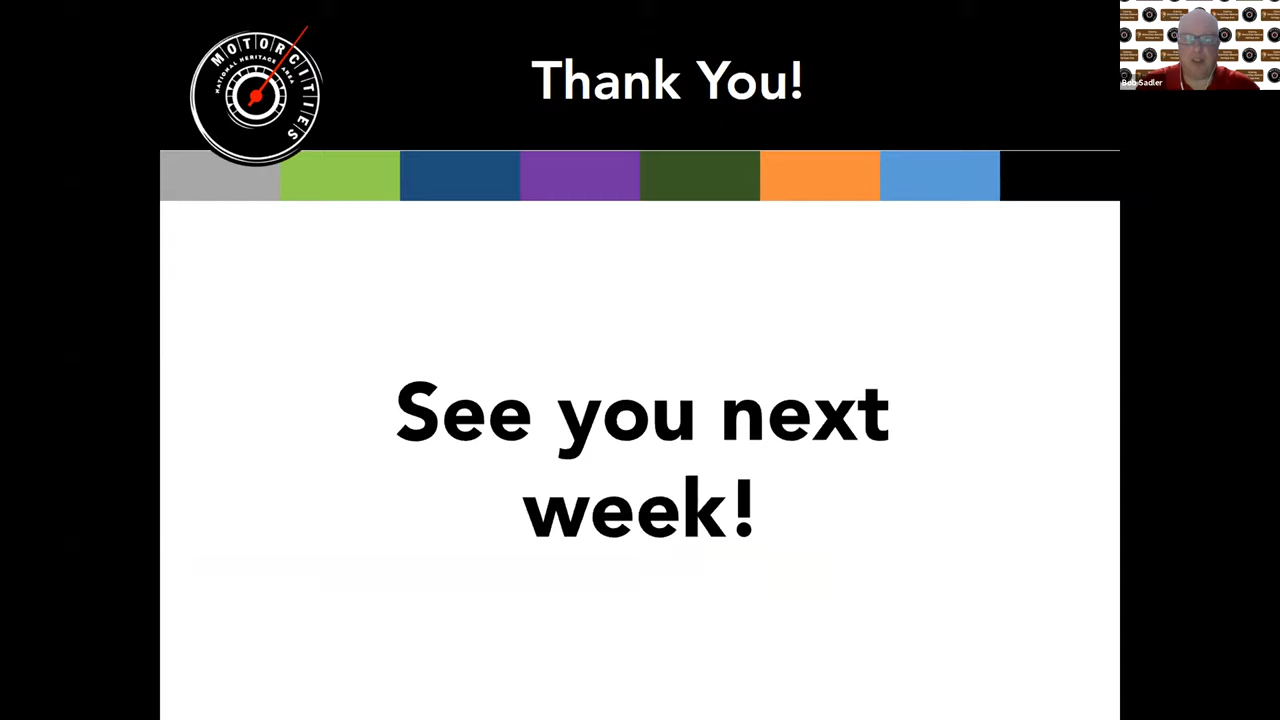 MOTORCITIES
NATIONAL HERITAGE AREA
Thank You!
Bob Sadler
See you next
week!